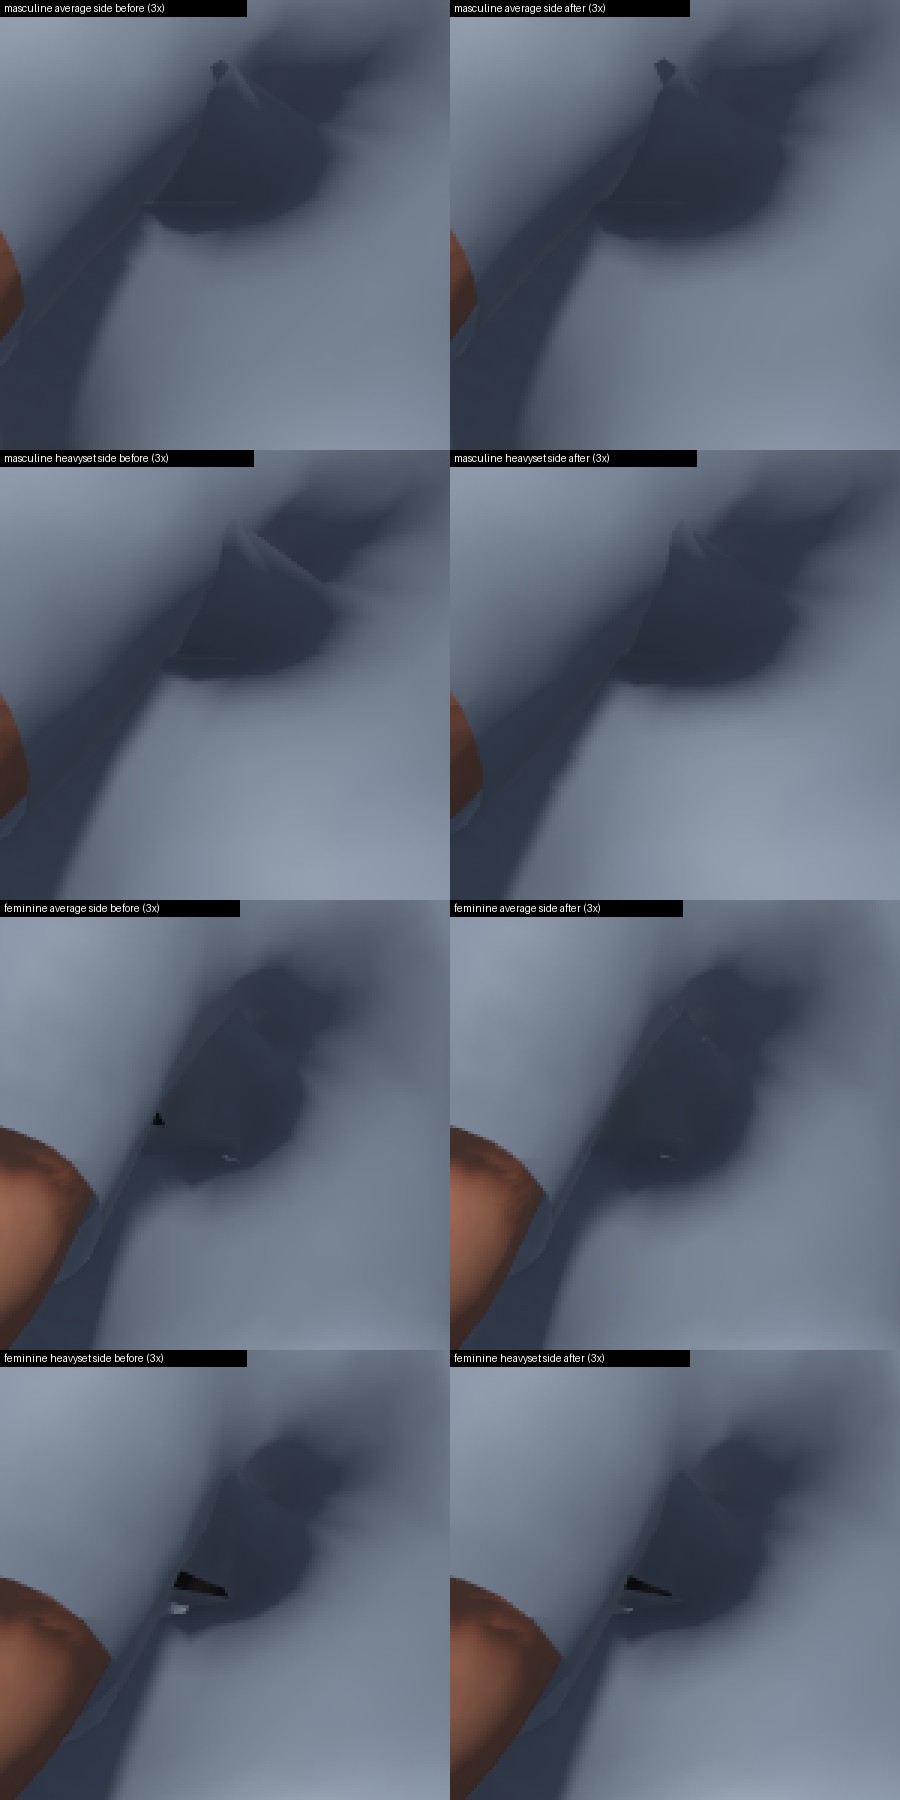 masculine average side before (3x)
masculine average side after (3x)
masculine heavyset side before (3x)
masculine heavyset side after (3x)
feminine average side before (3x)
feminine average side after (3x)
feminine heavyset side before (3x)
feminine heavyset side after (3x)